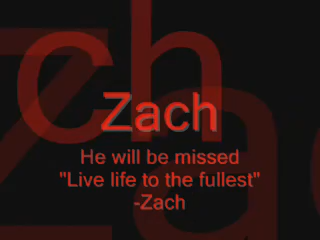 Zach
He will be missed
"Live life to the fullest"
-Zach